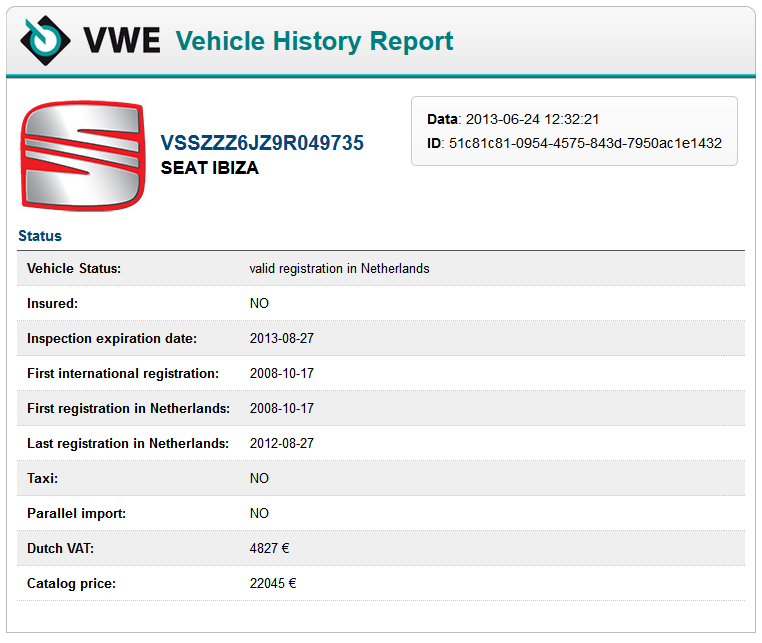 VWE Vehicle History Report
Data: 2013-06-24 12:32:21
ID: 51c81c81-0954-4575-843d-7950ac1e1432
VSSZZZ6JZ9R049735
SEAT IBIZA
Status
Vehicle Status: valid registration in Netherlands
Insured: NO
Inspection expiration date: 2013-08-27
First international registration: 2008-10-17
First registration in Netherlands: 2008-10-17
Last registration in Netherlands: 2012-08-27
Taxi: NO
Parallel import: NO
Dutch VAT: 4827 €
Catalog price: 22045 €